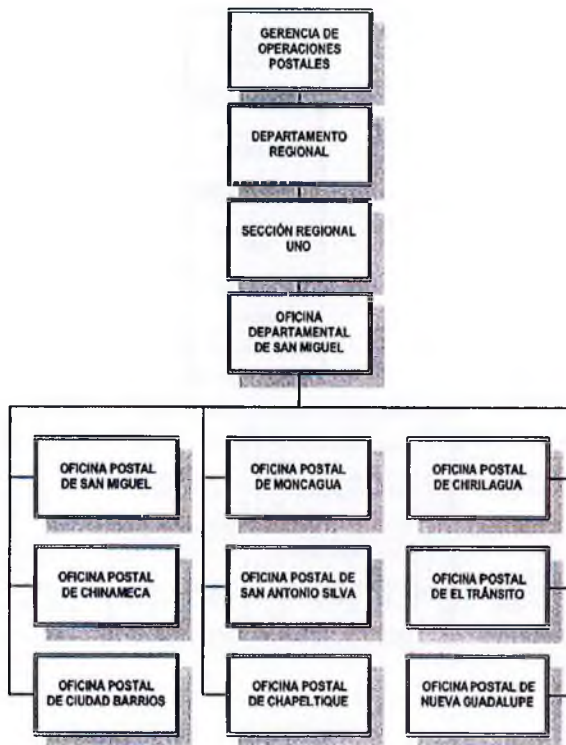 GERENCIA DE
OPERACIONES
POSTALES
DEPARTAMENTO
REGIONAL
SECCIÓN REGIONAL
UNO
OFICINA
DEPARTAMENTAL
DE SAN MIGUEL
OFICINA POSTAL
DE SAN MIGUEL
OFICINA POSTAL
DE MONCAGUA
OFICINA POSTAL
DE CHIRILAGUA
OFICINA POSTAL
DE CHINAMECA
OFICINA POSTAL DE
SAN ANTONIO SILVA
OFICINA POSTAL
DE EL TRÁNSITO
OFICINA POSTAL
DE CIUDAD BARRIOS
OFICINA POSTAL
DE CHAPELTIQUE
OFICINA POSTAL DE
NUEVA GUADALUPE